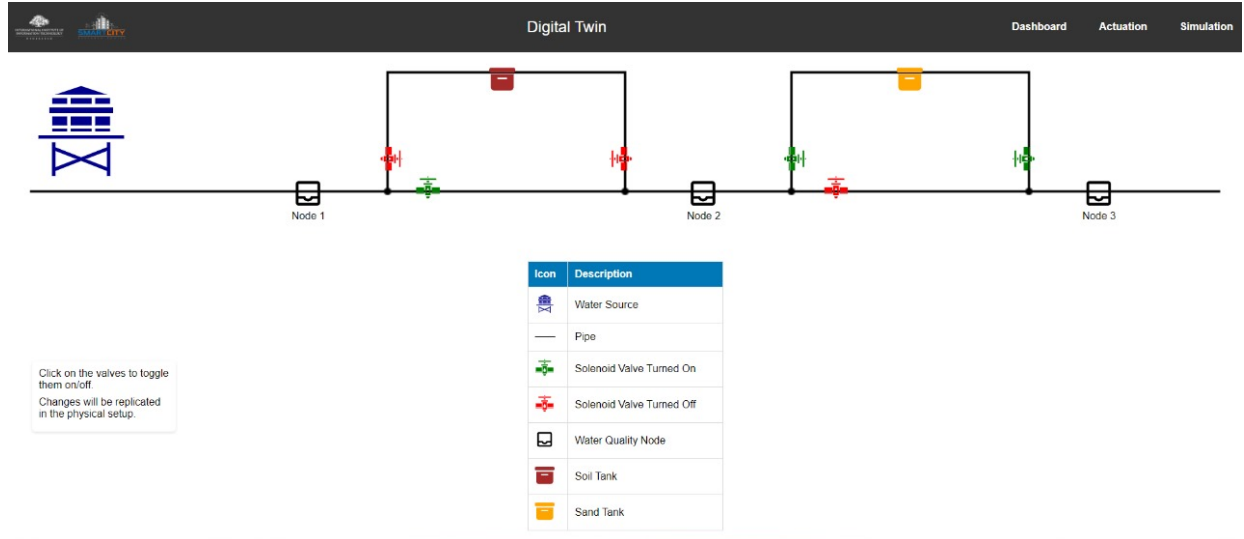 SMART CITY
Digital Twin
Dashboard Actuation Simulation
Node 1 Node 2 Node 3
Icon Description
Water Source
Pipe
Solenoid Valve Turned On
Solenoid Valve Turned Off
Water Quality Node
Soil Tank
Sand Tank
Click on the valves to toggle
them on/off.
Changes will be replicated
in the physical setup.